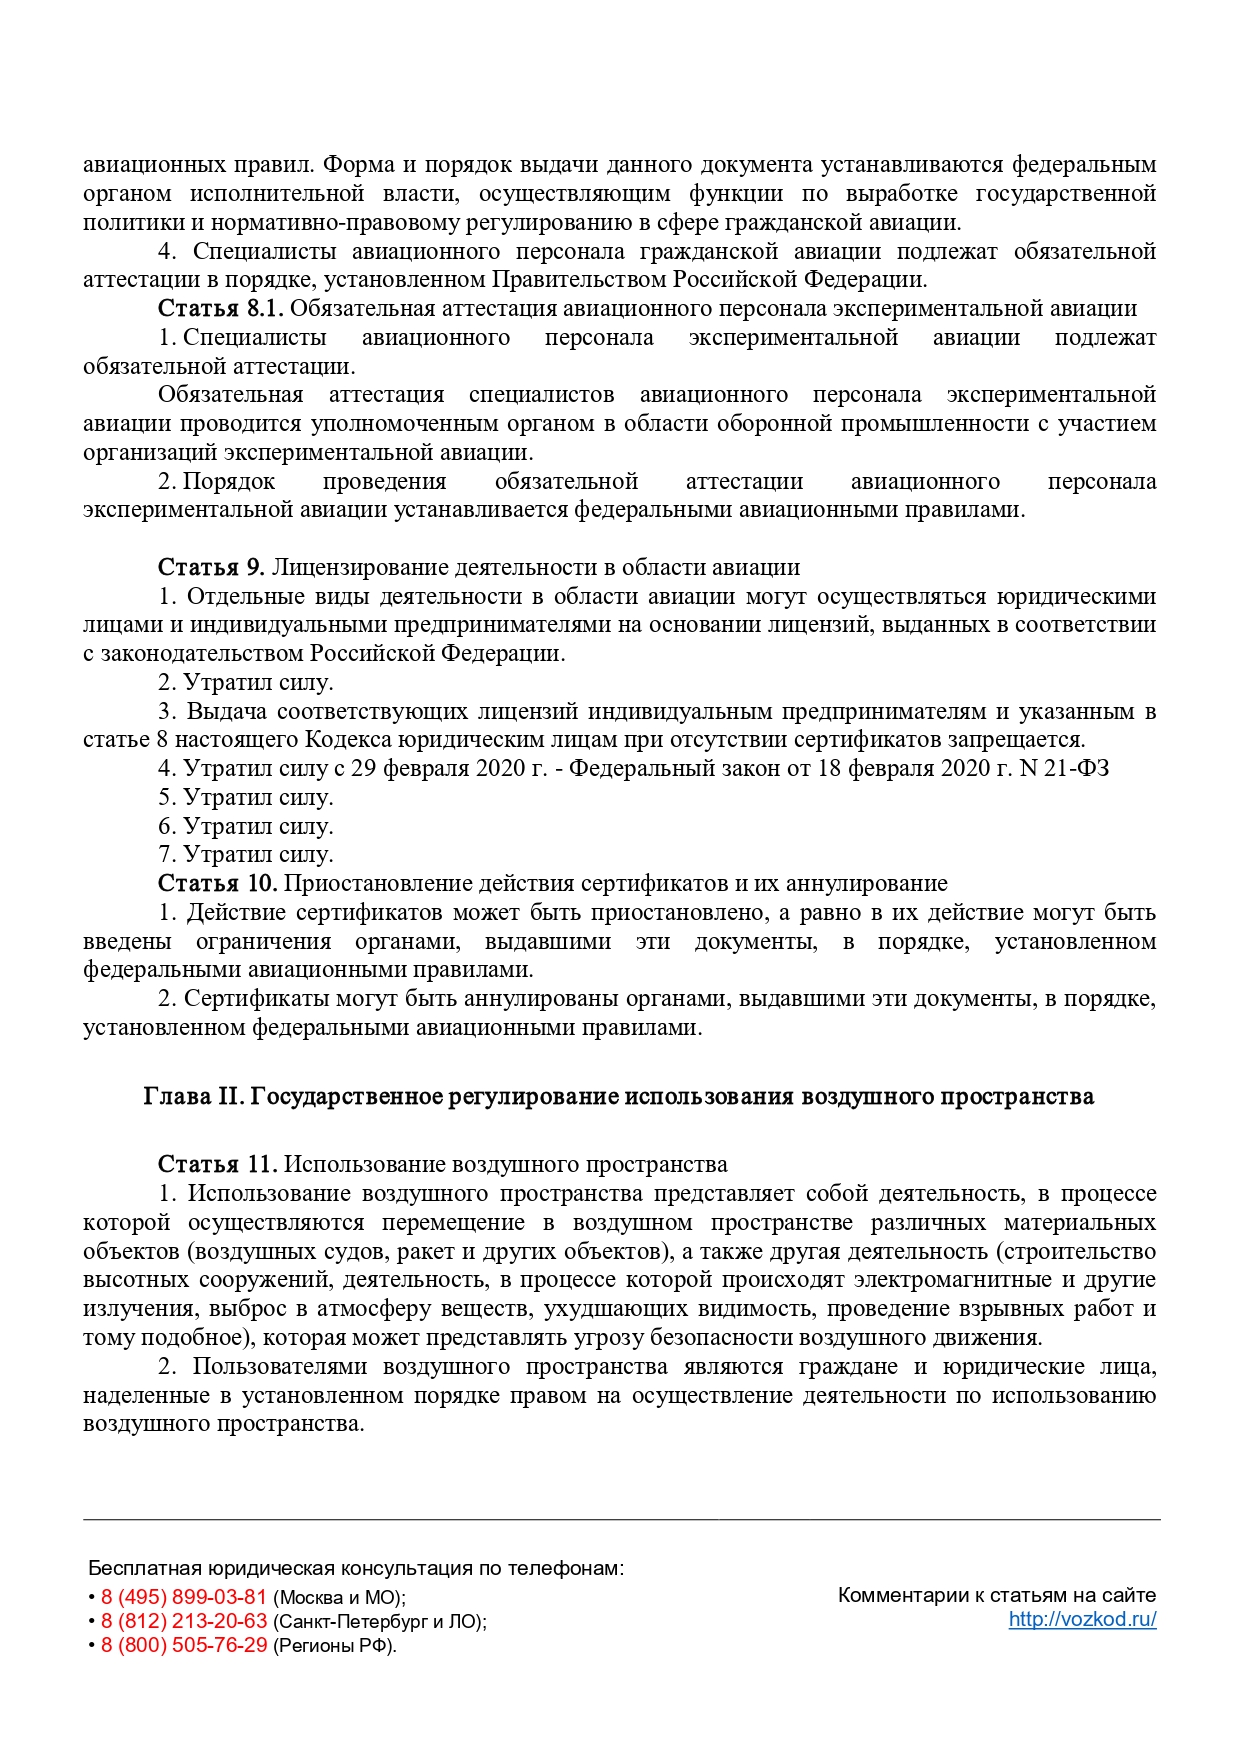 авиационных правил. Форма и порядок выдачи данного документа устанавливаются федеральным
органом исполнительной власти, осуществляющим функции по выработке государственной
политики и нормативно-правовому регулированию в сфере гражданской авиации.
4. Специалисты авиационного персонала гражданской авиации подлежат обязательной
аттестации в порядке, установленном Правительством Российской Федерации.
Статья 8.1. Обязательная аттестация авиационного персонала экспериментальной авиации
1. Специалисты авиационного персонала экспериментальной авиации подлежат
обязательной аттестации.
Обязательная аттестация специалистов авиационного персонала экспериментальной
авиации проводится уполномоченным органом в области оборонной промышленности с участием
организаций экспериментальной авиации.
2. Порядок проведения обязательной аттестации авиационного персонала
экспериментальной авиации устанавливается федеральными авиационными правилами.
Статья 9. Лицензирование деятельности в области авиации
1. Отдельные виды деятельности в области авиации могут осуществляться юридическими
лицами и индивидуальными предпринимателями на основании лицензий, выданных в соответствии
с законодательством Российской Федерации.
2. Утратил силу.
3. Выдача соответствующих лицензий индивидуальным предпринимателям и указанным в
статье 8 настоящего Кодекса юридическим лицам при отсутствии сертификатов запрещается.
4. Утратил силу с 29 февраля 2020 г. - Федеральный закон от 18 февраля 2020 г. N 21-ФЗ
5. Утратил силу.
6. Утратил силу.
7. Утратил силу.
Статья 10. Приостановление действия сертификатов и их аннулирование
1. Действие сертификатов может быть приостановлено, а равно в их действие могут быть
введены ограничения органами, выдавшими эти документы, в порядке, установленном
федеральными авиационными правилами.
2. Сертификаты могут быть аннулированы органами, выдавшими эти документы, в порядке,
установленном федеральными авиационными правилами.
Глава II. Государственное регулирование использования воздушного пространства
Статья 11. Использование воздушного пространства
1. Использование воздушного пространства представляет собой деятельность, в процессе
которой осуществляются перемещение в воздушном пространстве различных материальных
объектов (воздушных судов, ракет и других объектов), а также другая деятельность (строительство
высотных сооружений, деятельность, в процессе которой происходят электромагнитные и другие
излучения, выброс в атмосферу веществ, ухудшающих видимость, проведение взрывных работ и
тому подобное), которая может представлять угрозу безопасности воздушного движения.
2. Пользователями воздушного пространства являются граждане и юридические лица,
наделенные в установленном порядке правом на осуществление деятельности по использованию
воздушного пространства.
Бесплатная юридическая консультация по телефонам:
• 8 (495) 899-03-81 (Москва и МО);
• 8 (812) 213-20-63 (Санкт-Петербург и ЛО);
• 8 (800) 505-76-29 (Регионы РФ).
Комментарии к статьям на сайте
http://vozkod.ru/